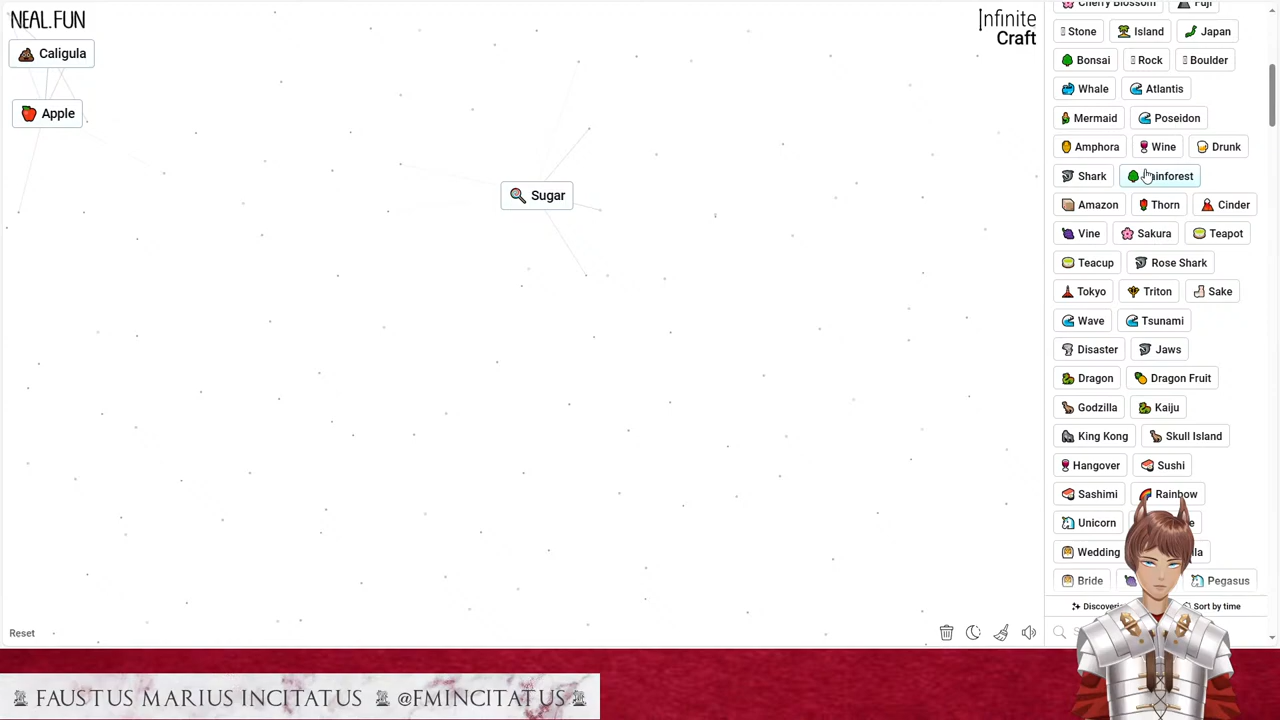 NEAL.FUN
Infinite
Craft
Caligula
Apple
Sugar
Cherry Blossom Fuji
Stone Island Japan
Bonsai Rock Boulder
Whale Atlantis
Mermaid Poseidon
Amphora Wine Drunk
Shark inforest
Amazon Thorn Cinder
Vine Sakura Teapot
Teacup Rose Shark
Tokyo Triton Sake
Wave Tsunami
Disaster Jaws
Dragon Dragon Fruit
Godzilla Kaiju
King Kong Skull Island
Hangover Sushi
Sashimi Rainbow
Unicorn
Wedding
Bride Pegasus
Discoveri Sort by time
Reset
FAUSTUS MARIUS INCITATUS @FMINCITATUS